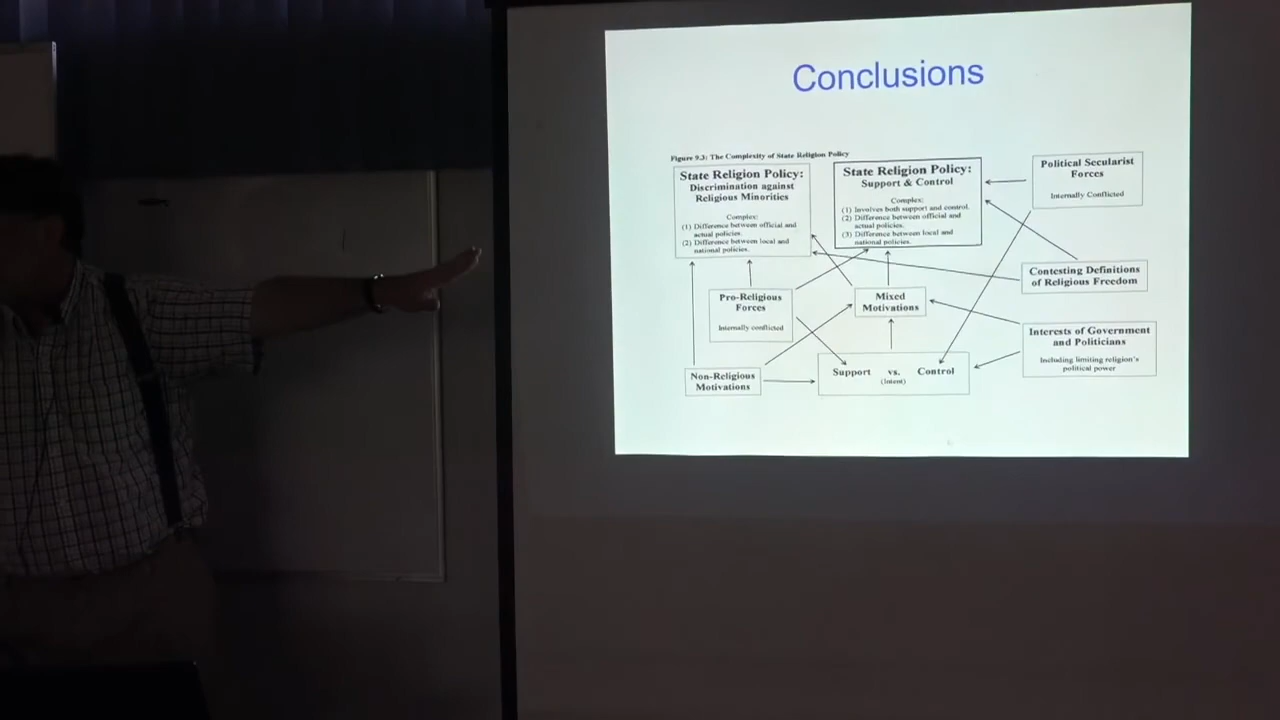 Conclusions
Figure 9.3: The Complexity of State Religion Policy
State Religion Policy:
Discrimination against
Religious Minorities
Complex:
(1) Difference between official and
actual policies.
(2) Difference between local and
national policies.
State Religion Policy:
Support & Control
Complex:
(1) Involves both support and control.
(2) Difference between official and
actual policies.
(3) Difference between local and
national policies.
Political Secularist
Forces
Internally Conflicted
Contesting Definitions
of Religious Freedom
Pro-Religious
Forces
Internally conflicted
Mixed
Motivations
Interests of Government
and Politicians
Including limiting religion's
political power
Non-Religious
Motivations
Support vs. Control
(Intent)